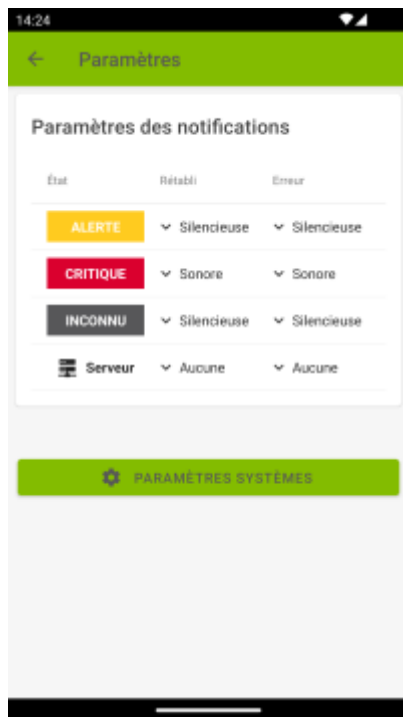 14:24
Paramètres
Paramètres des notifications
État Rétabli Erreur
ALERTE Silencieuse Silencieuse
CRITIQUE Sonore Sonore
INCONNU Silencieuse Silencieuse
Serveur Aucune Aucune
PARAMÈTRES SYSTÈMES